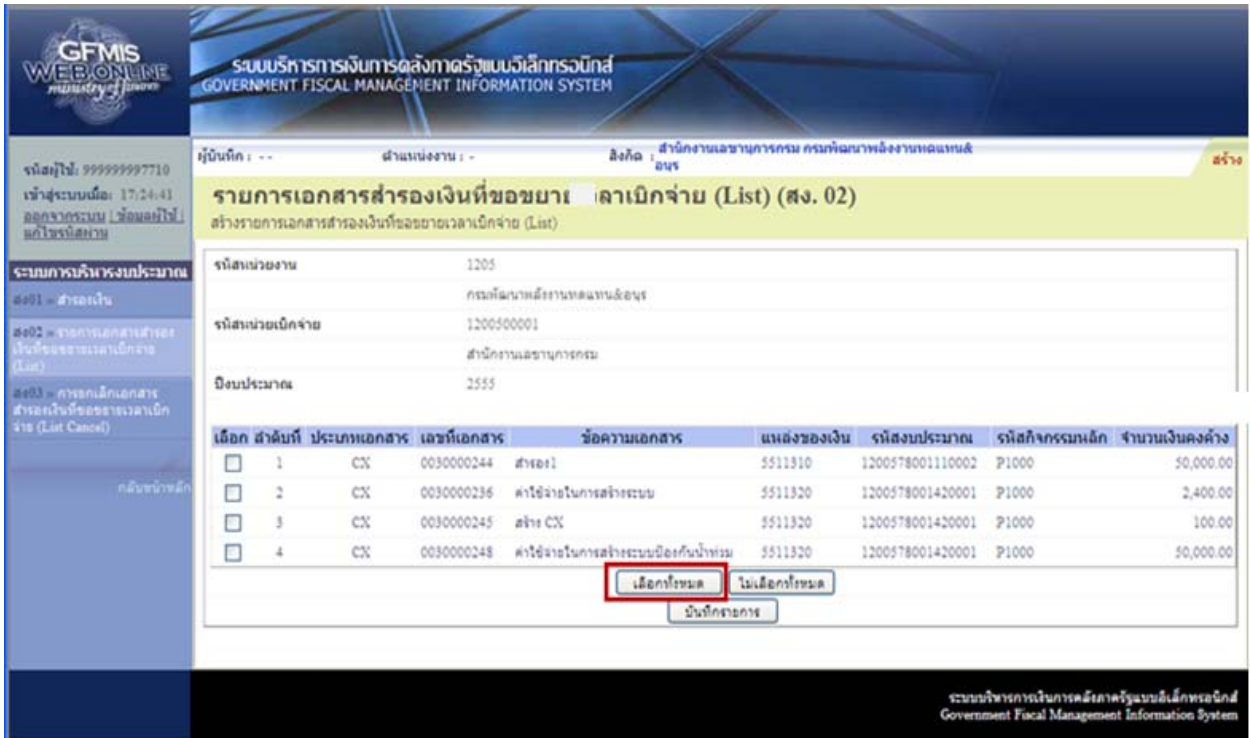 GFMIS
WEB ONLINE
ministry of finance
ระบบบริหารการเงินการคลังภาครัฐแบบอิเล็กทรอนิกส์
GOVERNMENT FISCAL MANAGEMENT INFORMATION SYSTEM
รหัสผู้ใช้: 999999997710
เข้าสู่ระบบเมื่อ: 17:24:41
ออกจากระบบ | ข้อมูลผู้ใช้ |
แก้ไขรหัสผ่าน
ระบบการบริหารงบประมาณ
สง01 » สำรองเงิน
สง02 » รายการเอกสารสำรอง
เงินที่ขอขยายเวลาเบิกจ่าย
(List)
สง03 » การยกเลิกเอกสาร
สำรองเงินที่ขอขยายเวลาเบิก
จ่าย (List Cancel)
กลับหน้าหลัก
ผู้บันทึก : - - ตำแหน่งงาน : - สังกัด : สำนักงานเลขานุการกรม กรมพัฒนาพลังงานทดแทน&
อนุร
สร้าง
รายการเอกสารสำรองเงินที่ขอขยา ลาเบิกจ่าย (List) (สง. 02)
สร้างรายการเอกสารสำรองเงินที่ขอขยายเวลาเบิกจ่าย (List)
รหัสหน่วยงาน 1205
กรมพัฒนาพลังงานทดแทน&อนุร
รหัสหน่วยเบิกจ่าย 1200500001
สำนักงานเลขานุการกรม
ปีงบประมาณ 2555
เลือก ลำดับที่ ประเภทเอกสาร เลขที่เอกสาร ข้อความเอกสาร แหล่งของเงิน รหัสงบประมาณ รหัสกิจกรรมหลัก จำนวนเงินคงค้าง
1 CX 0030000244 สำรอง1 5511310 1200578001110002 P1000 50,000.00
2 CX 0030000236 ค่าใช้จ่ายในการสร้างระบบ 5511320 1200578001420001 P1000 2,400.00
3 CX 0030000245 สร้าง CX 5511320 1200578001420001 P1000 100.00
4 CX 0030000248 ค่าใช้จ่ายในการสร้างระบบป้องกันน้ำท่วม 5511320 1200578001420001 P1000 50,000.00
เลือกทั้งหมด ไม่เลือกทั้งหมด
บันทึกรายการ
ระบบบริหารการเงินการคลังภาครัฐแบบอิเล็กทรอนิกส์
Government Fiscal Management Information System